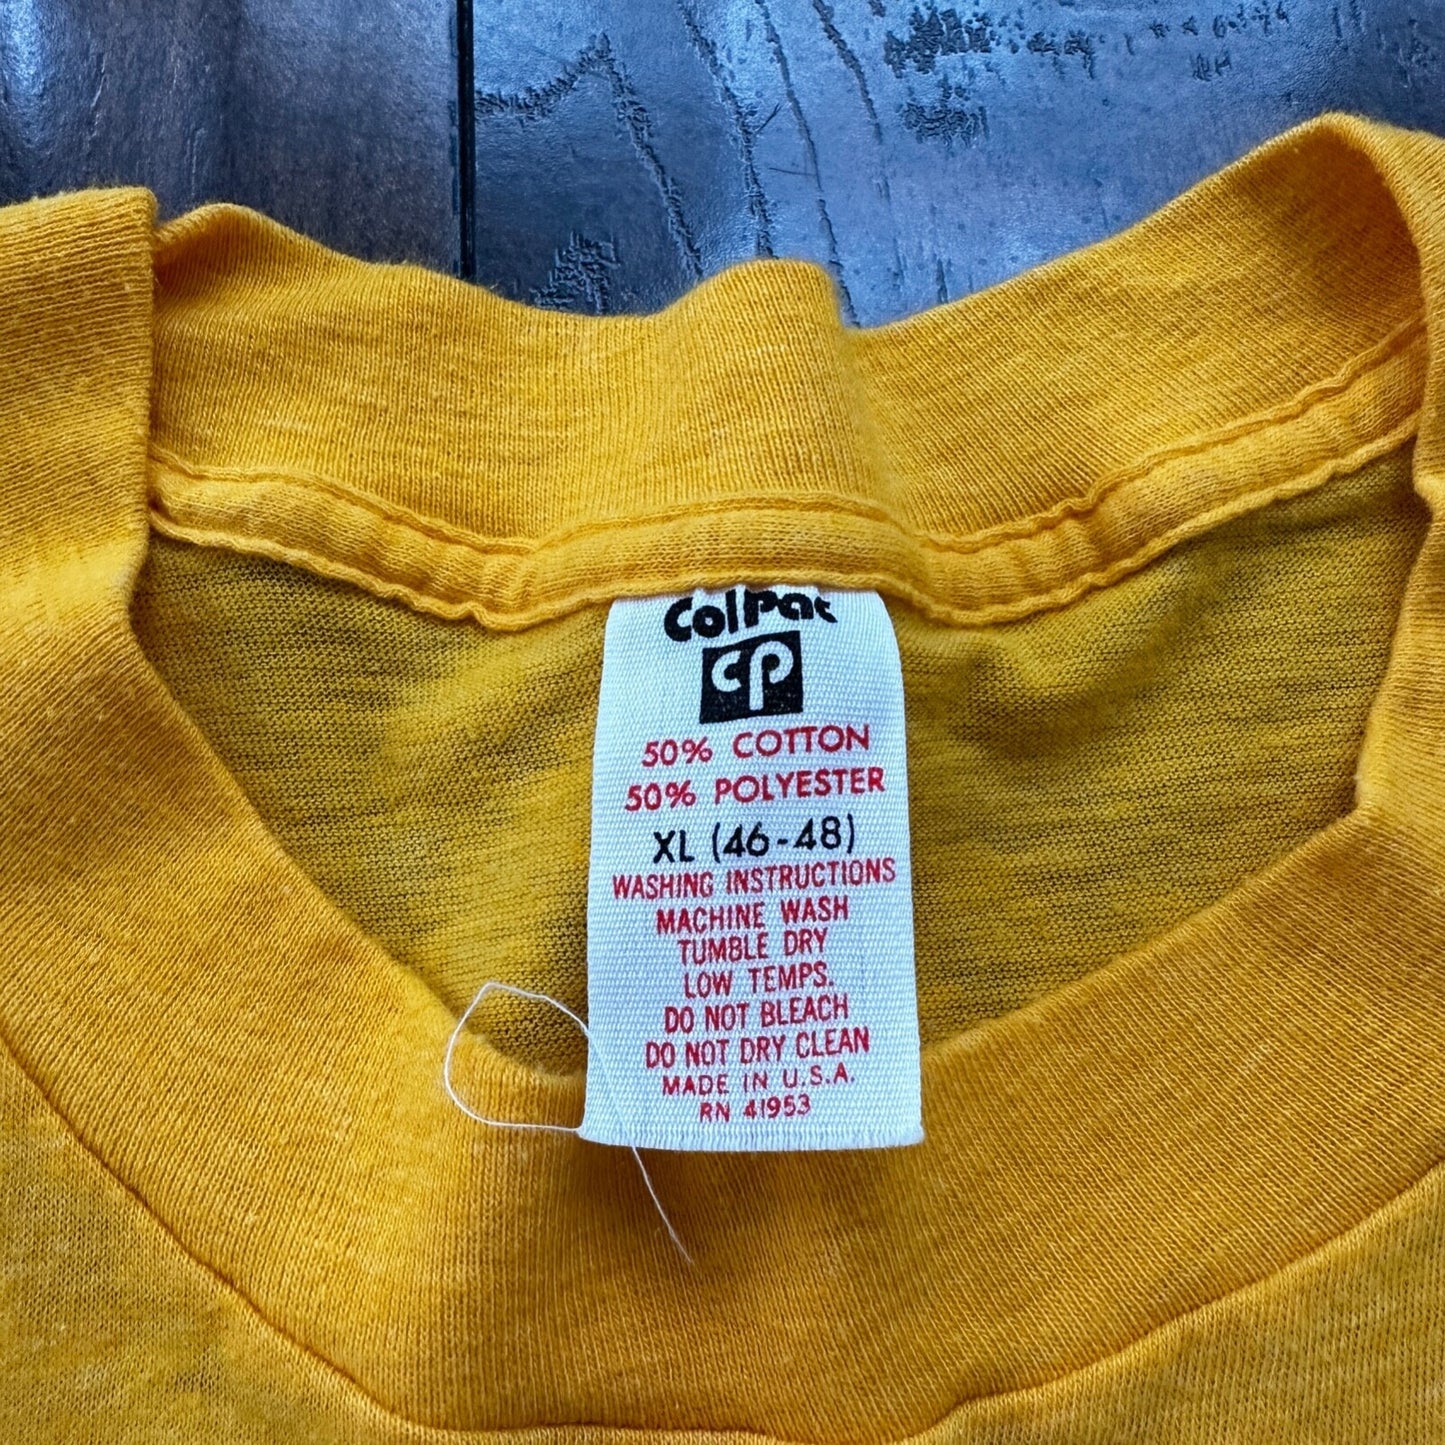 ColPat
CP
50% COTTON
50% POLYESTER
XL (46-48)
WASHING INSTRUCTIONS
MACHINE WASH
TUMBLE DRY
LOW TEMPS.
DO NOT BLEACH
DO NOT DRY CLEAN
MADE IN U.S.A.
RN 41953